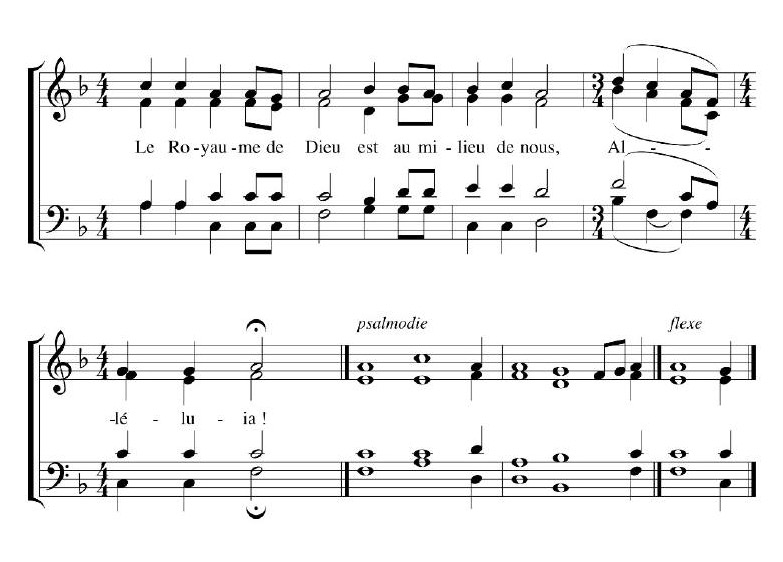 Le Ro - yau - me de Dieu est au mi - lieu de nous, Al - -
psalmodie flexe
-lé - lu - ia !